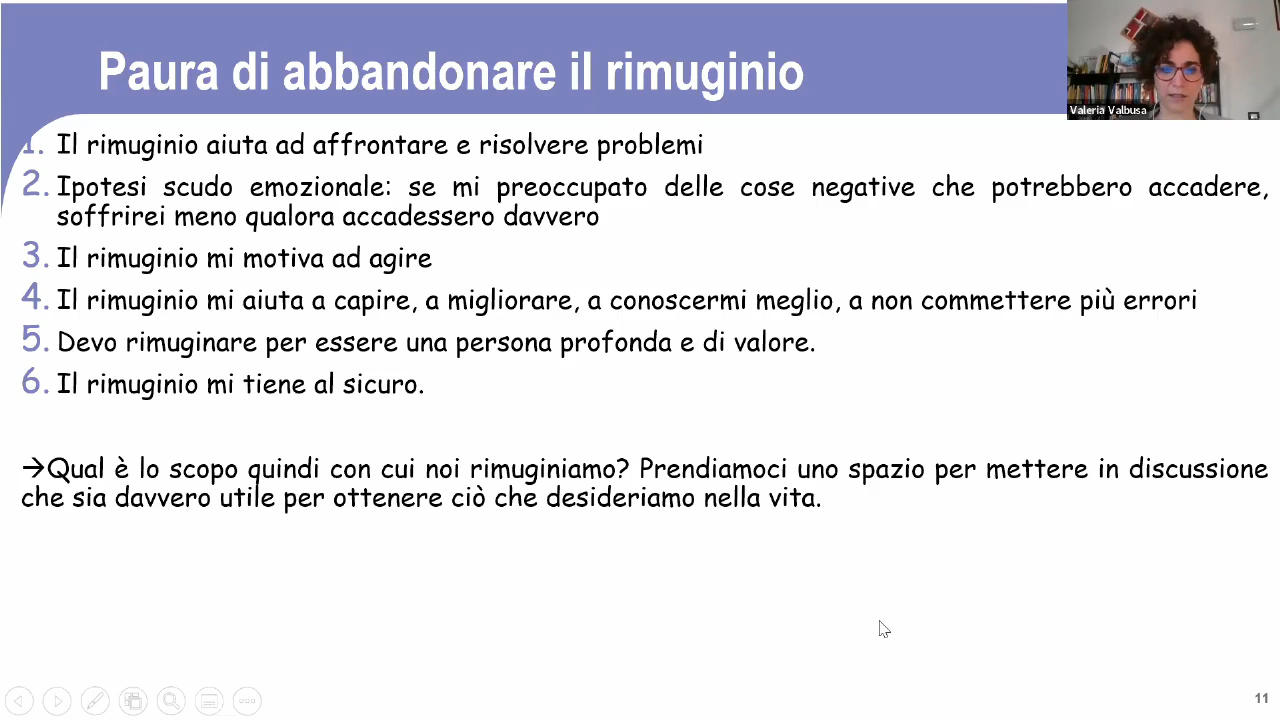 Paura di abbandonare il rimuginio
Valeria Valbusa
1. Il rimuginio aiuta ad affrontare e risolvere problemi
2. Ipotesi scudo emozionale: se mi preoccupato delle cose negative che potrebbero accadere,
soffrirei meno qualora accadessero davvero
3. Il rimuginio mi motiva ad agire
4. Il rimuginio mi aiuta a capire, a migliorare, a conoscermi meglio, a non commettere più errori
5. Devo rimuginare per essere una persona profonda e di valore.
6. Il rimuginio mi tiene al sicuro.
→Qual è lo scopo quindi con cui noi rimuginiamo? Prendiamoci uno spazio per mettere in discussione
che sia davvero utile per ottenere ciò che desideriamo nella vita.
11